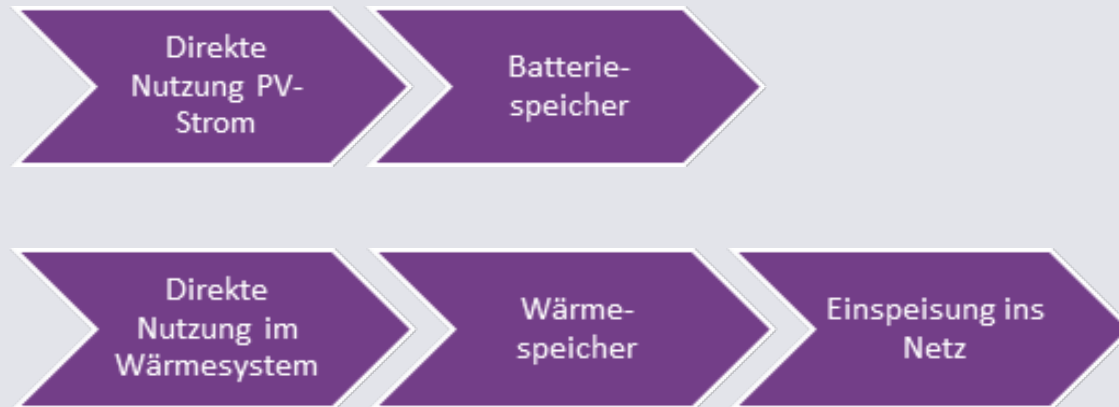 Direkte
Nutzung PV-
Strom
Batterie-
speicher
Direkte
Nutzung im
Wärmesystem
Wärme-
speicher
Einspeisung ins
Netz